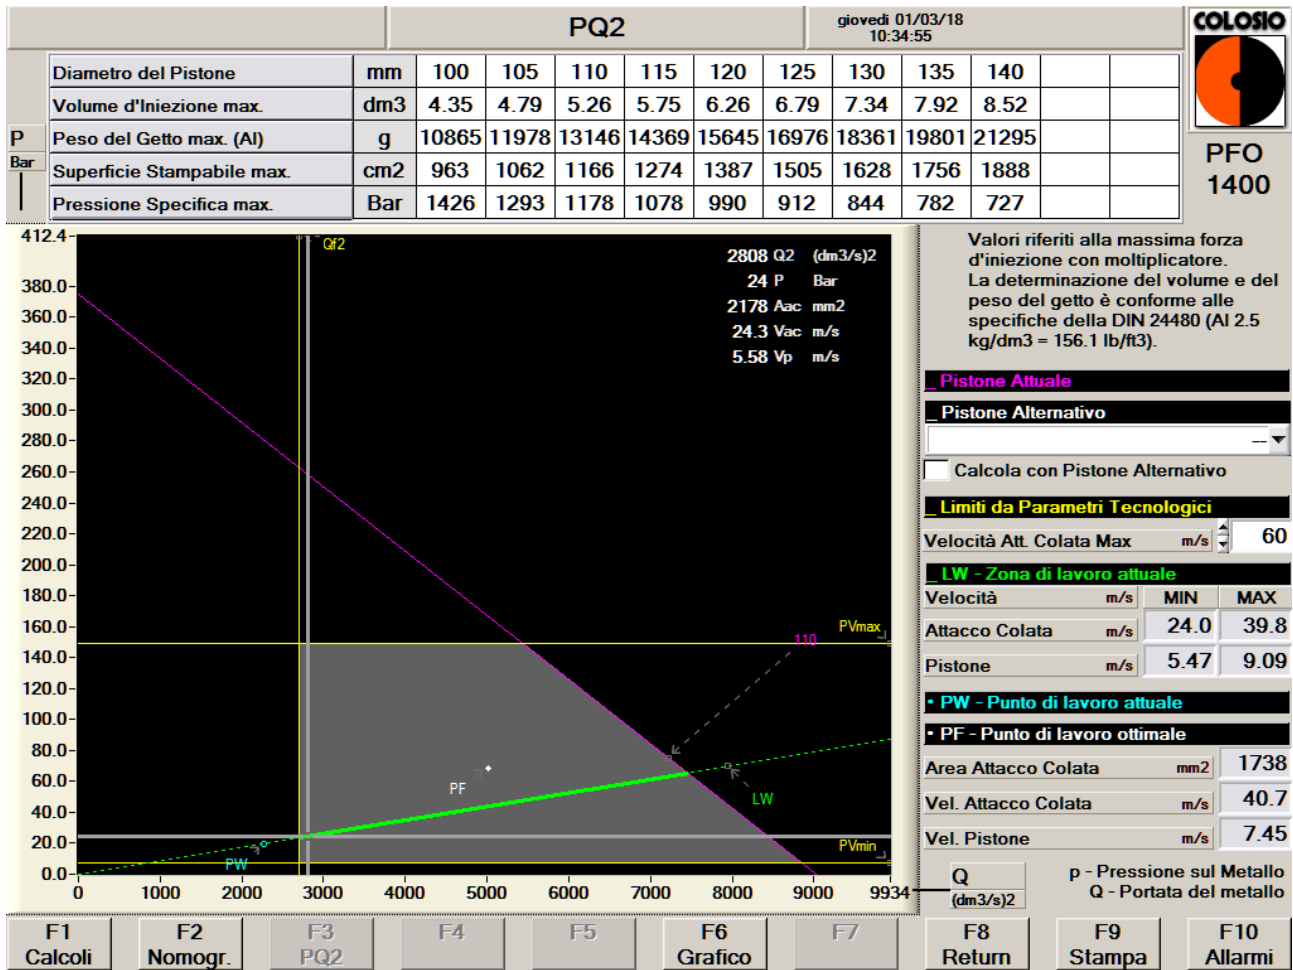 PQ2
giovedì 01/03/18
10:34:55
COLOSIO
Diametro del Pistone mm 100 105 110 115 120 125 130 135 140
Volume d'Iniezione max. dm3 4.35 4.79 5.26 5.75 6.26 6.79 7.34 7.92 8.52
P
Peso del Getto max. (Al) g 10865 11978 13146 14369 15645 16976 18361 19801 21295
Bar
Superficie Stampabile max. cm2 963 1062 1166 1274 1387 1505 1628 1756 1888
Pressione Specifica max. Bar 1426 1293 1178 1078 990 912 844 782 727
PFO
1400
412.4
380.0
360.0
340.0
320.0
300.0
280.0
260.0
240.0
220.0
200.0
180.0
160.0
140.0
120.0
100.0
80.0
60.0
40.0
20.0
0.0
Qf2
2808 Q2 (dm3/s)2
24 P Bar
2178 Aac mm2
24.3 Vac m/s
5.58 Vp m/s
PVmax
110
PF
LW
PW
PVmin
0 1000 2000 3000 4000 5000 6000 7000 8000 9934
Q
(dm3/s)2
Valori riferiti alla massima forza
d'iniezione con moltiplicatore.
La determinazione del volume e del
peso del getto è conforme alle
specifiche della DIN 24480 (Al 2.5
kg/dm3 = 156.1 lb/ft3).
_ Pistone Attuale
_ Pistone Alternativo
--
Calcola con Pistone Alternativo
_ Limiti da Parametri Tecnologici
Velocità Att. Colata Max m/s 60
_ LW - Zona di lavoro attuale
Velocità m/s MIN MAX
Attacco Colata m/s 24.0 39.8
Pistone m/s 5.47 9.09
• PW - Punto di lavoro attuale
• PF - Punto di lavoro ottimale
Area Attacco Colata mm2 1738
Vel. Attacco Colata m/s 40.7
Vel. Pistone m/s 7.45
p - Pressione sul Metallo
Q - Portata del metallo
F1 Calcoli
F2 Nomogr.
F3 PQ2
F4
F5
F6 Grafico
F7
F8 Return
F9 Stampa
F10 Allarmi